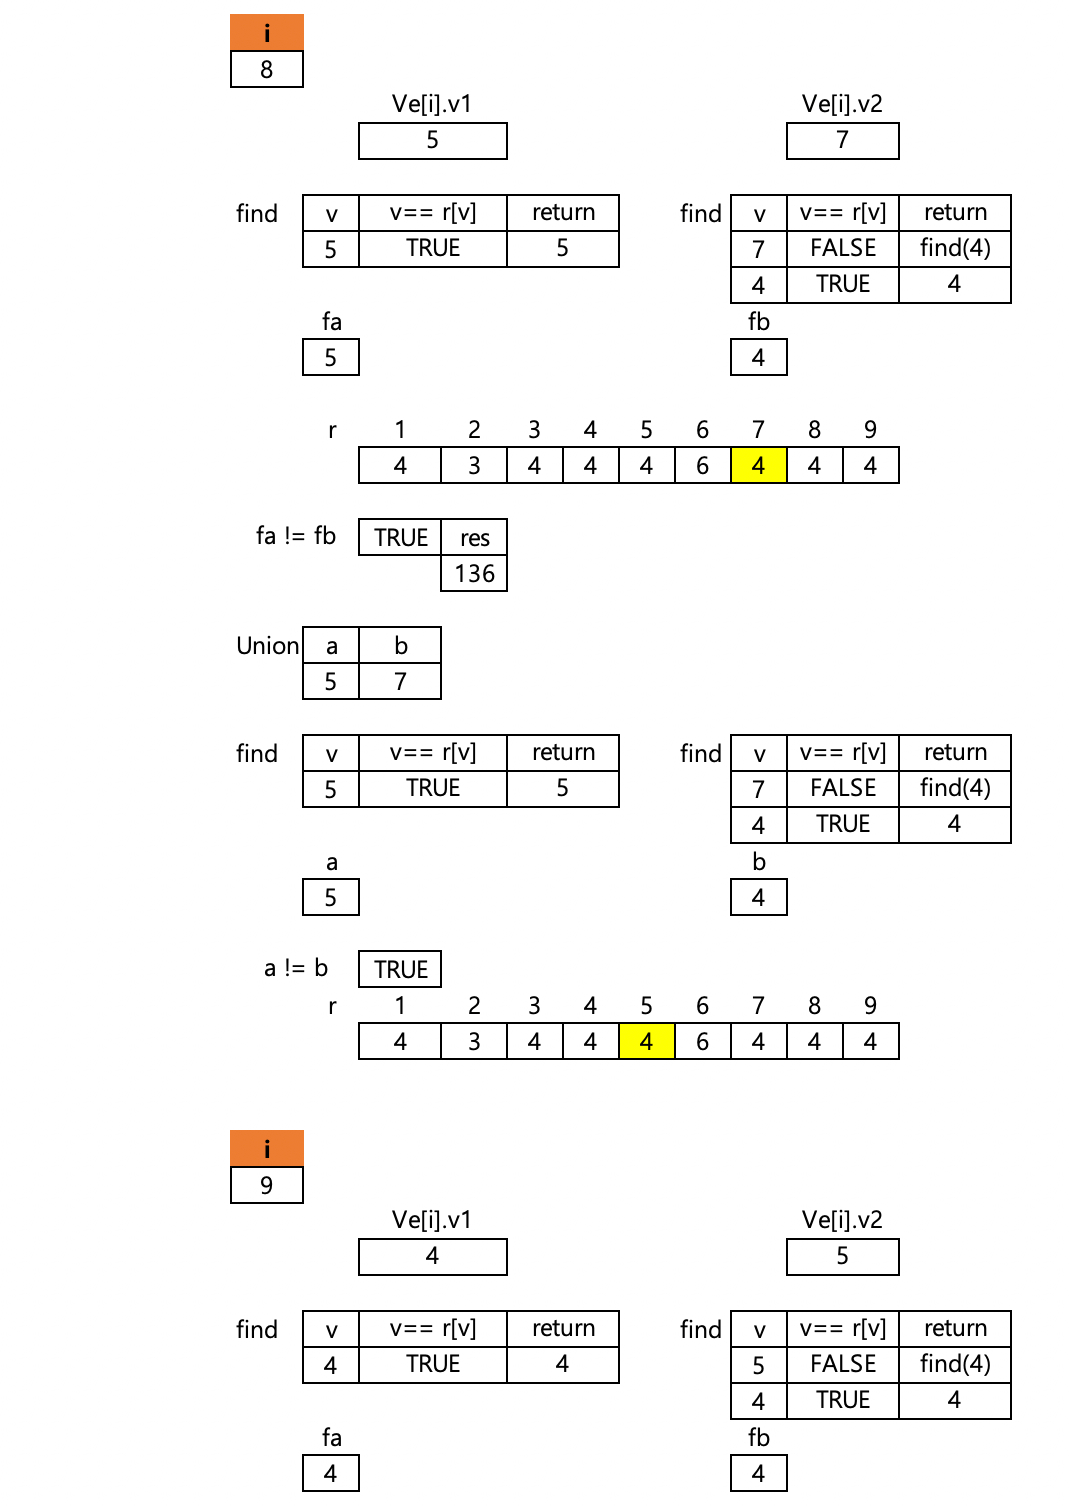 i
8
Ve[i].v1 Ve[i].v2
5 7
find v v== r[v] return find v v== r[v] return
5 TRUE 5 7 FALSE find(4)
4 TRUE 4
fa fb
5 4
r 1 2 3 4 5 6 7 8 9
4 3 4 4 4 6 4 4 4
fa != fb TRUE res
136
Union a b
5 7
find v v== r[v] return find v v== r[v] return
5 TRUE 5 7 FALSE find(4)
4 TRUE 4
a b
5 4
a != b TRUE
r 1 2 3 4 5 6 7 8 9
4 3 4 4 4 6 4 4 4
i
9
Ve[i].v1 Ve[i].v2
4 5
find v v== r[v] return find v v== r[v] return
4 TRUE 4 5 FALSE find(4)
4 TRUE 4
fa fb
4 4